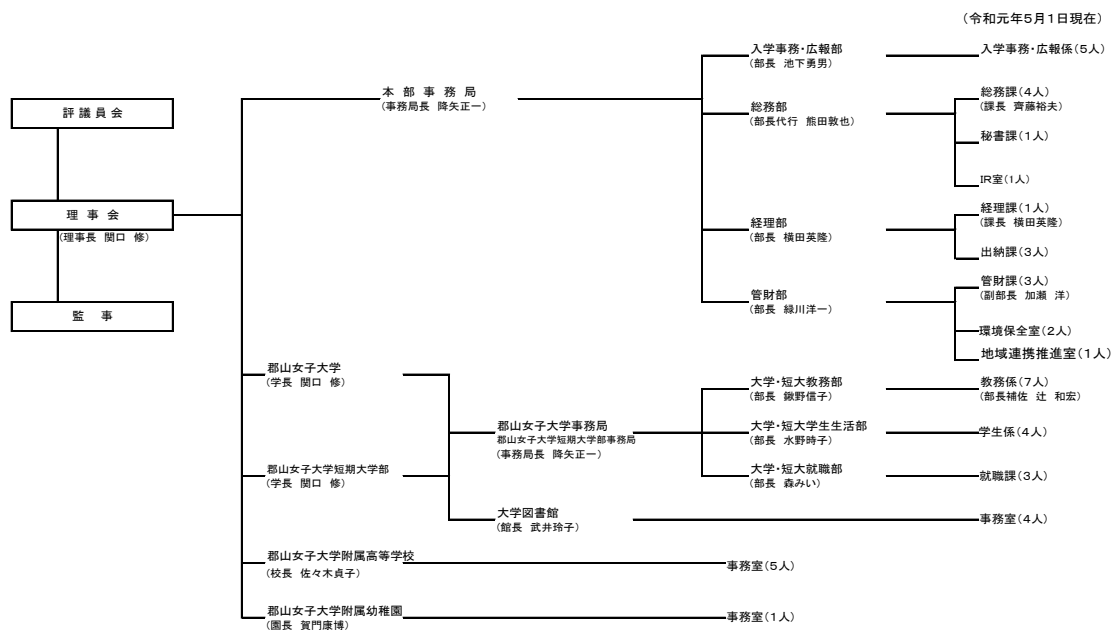 (令和元年5月1日現在)
評議員会
理事会
(理事長 関口 修)
監 事
本 部 事 務 局
(事務局長 降矢正一)
入学事務・広報部
(部長 池下勇男)
入学事務・広報係(5人)
総務部
(部長代行 熊田敦也)
総務課(4人)
(課長 齊藤裕夫)
秘書課(1人)
IR室(1人)
経理部
(部長 横田英隆)
経理課(1人)
(課長 横田英隆)
出納課(3人)
管財部
(部長 緑川洋一)
管財課(3人)
(副部長 加瀬 洋)
環境保全室(2人)
地域連携推進室(1人)
郡山女子大学
(学長 関口 修)
郡山女子大学短期大学部
(学長 関口 修)
郡山女子大学事務局
郡山女子大学短期大学部事務局
(事務局長 降矢正一)
大学・短大教務部
(部長 鍬野信子)
教務係(7人)
(部長補佐 辻 和宏)
大学・短大学生生活部
(部長 水野時子)
学生係(4人)
大学・短大就職部
(部長 森みい)
就職課(3人)
大学図書館
(館長 武井玲子)
事務室(4人)
郡山女子大学附属高等学校
(校長 佐々木貞子)
事務室(5人)
郡山女子大学附属幼稚園
(園長 賀門康博)
事務室(1人)